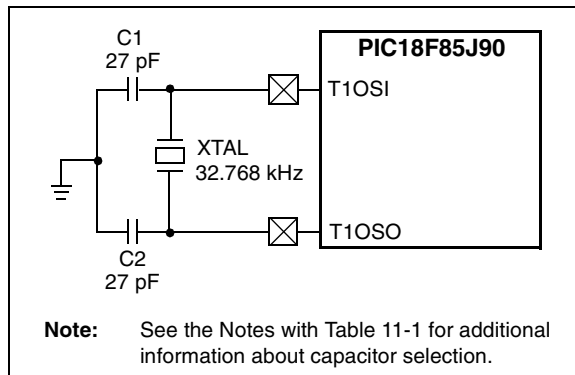 C1
27 pF
PIC18F85J90
T1OSI
XTAL
32.768 kHz
T1OSO
C2
27 pF
Note: See the Notes with Table 11-1 for additional
information about capacitor selection.